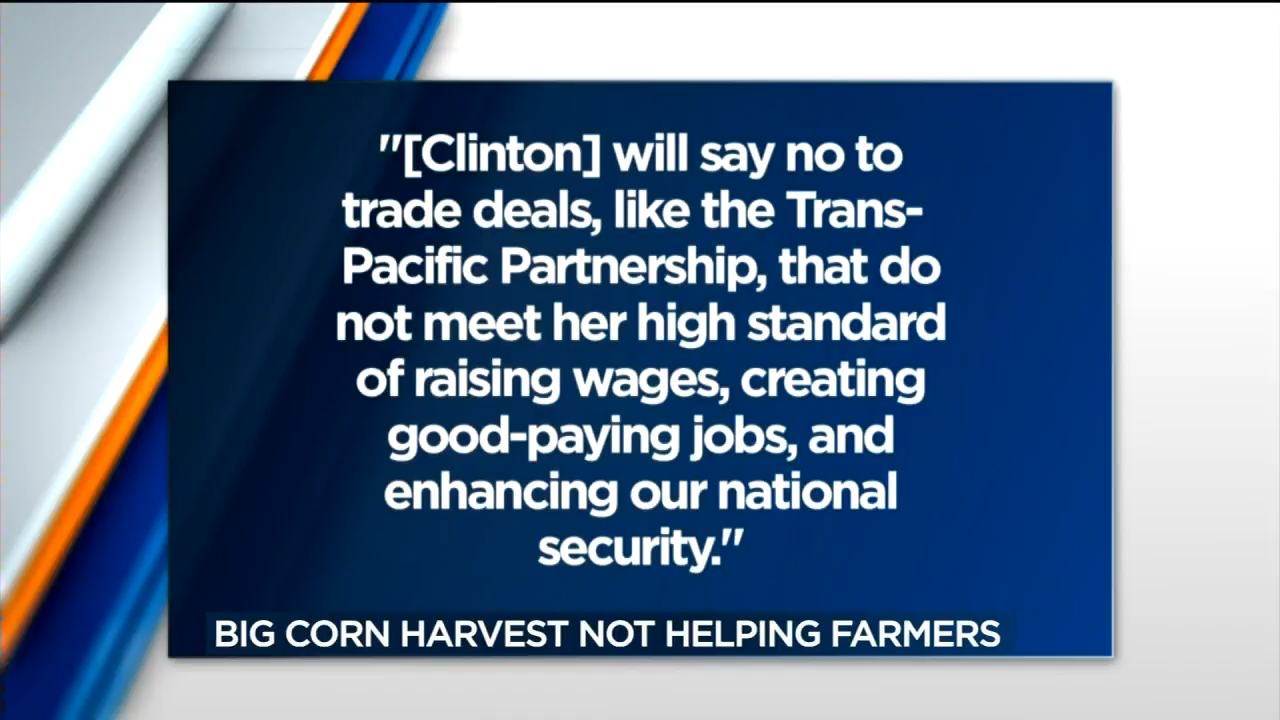 "[Clinton] will say no to
trade deals, like the Trans-
Pacific Partnership, that do
not meet her high standard
of raising wages, creating
good-paying jobs, and
enhancing our national
security."
BIG CORN HARVEST NOT HELPING FARMERS